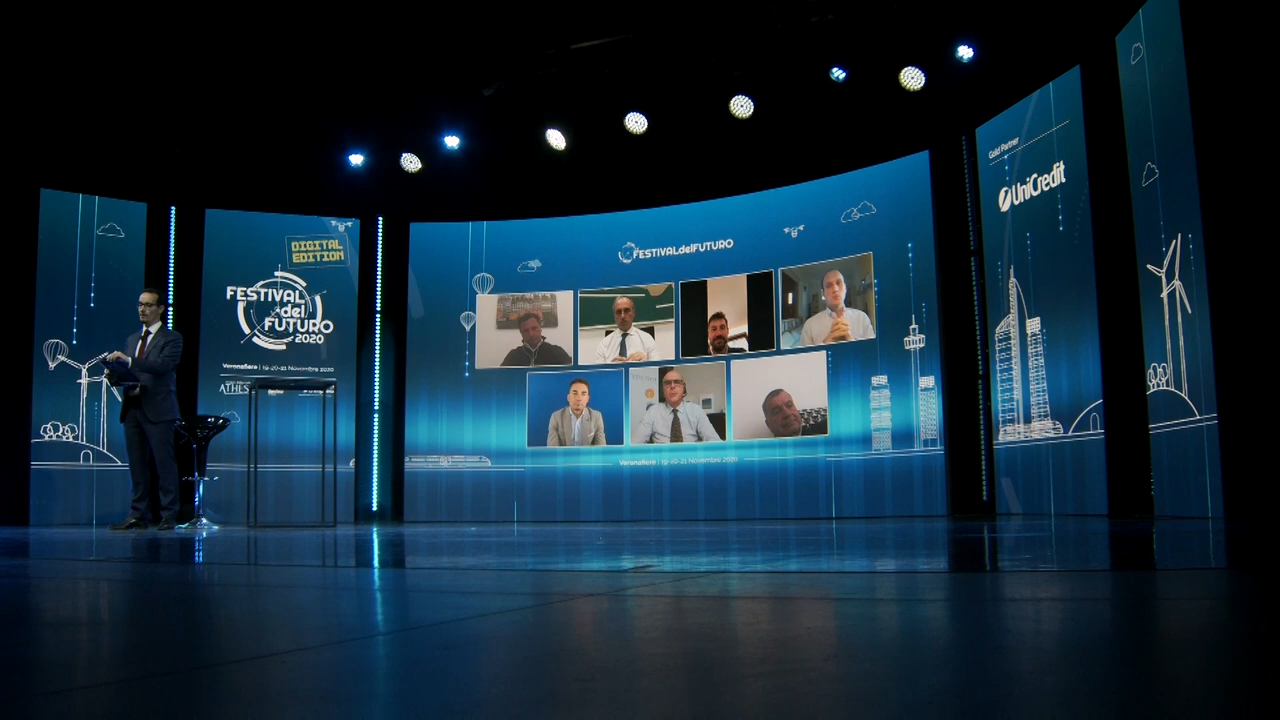 DIGITAL
EDITION
FESTIVAL
del
FUTURO
2020
Veronafiere | 19-20-21 Novembre 2020
ATHESIS
FESTIVALdelFUTURO
Veronafiere | 19-20-21 Novembre 2020
Gold Partner
UniCredit